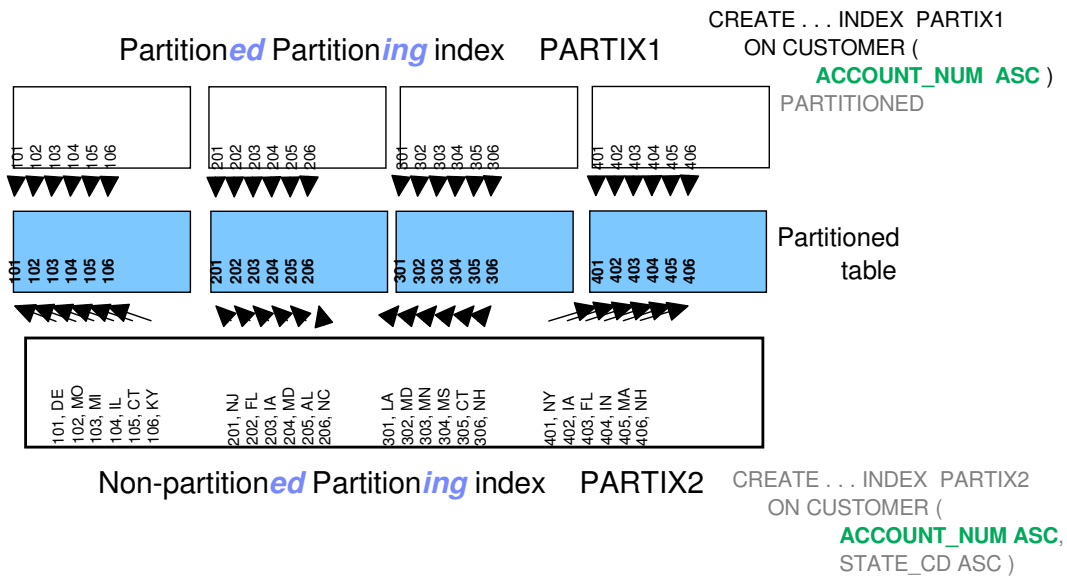 Partitioned Partitioning index PARTIX1
CREATE . . . INDEX PARTIX1
ON CUSTOMER (
ACCOUNT_NUM ASC )
PARTITIONED
101
102
103
104
105
106
201
202
203
204
205
206
301
302
303
304
305
306
401
402
403
404
405
406
101
102
103
104
105
106
201
202
203
204
205
206
301
302
303
304
305
306
401
402
403
404
405
406
Partitioned
table
101, DE
102, MO
103, MI
104, IL
105, CT
106, KY
201, NJ
202, FL
203, IA
204, MD
205, AL
206, NC
301, LA
302, MD
303, MN
304, MS
305, CT
306, NH
401, NY
402, IA
403, FL
404, IN
405, MA
406, NH
Non-partitioned Partitioning index PARTIX2
CREATE . . . INDEX PARTIX2
ON CUSTOMER (
ACCOUNT_NUM ASC,
STATE_CD ASC )